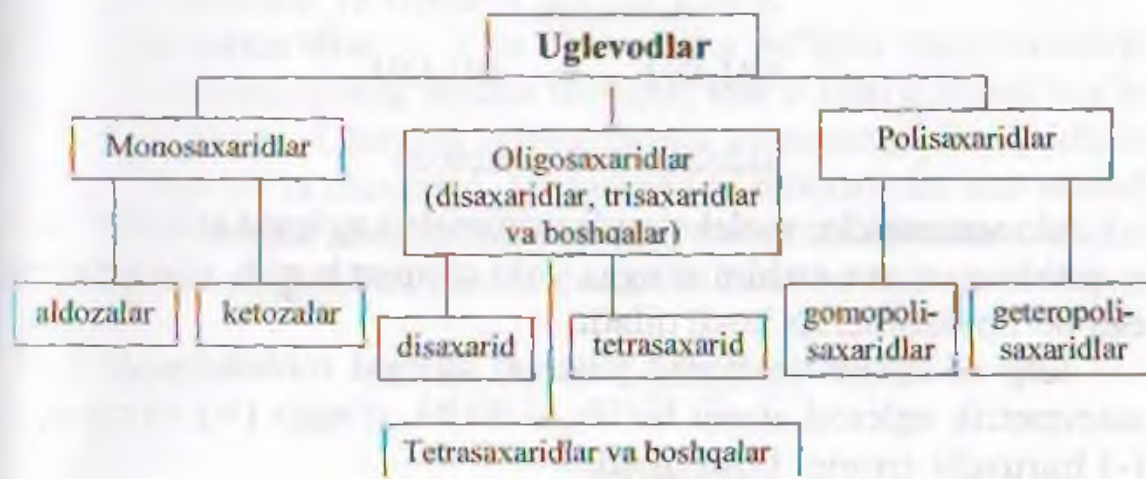 Uglevodlar
Monosaxaridlar
Oligosaxaridlar
(disaxaridlar, trisaxaridlar
va boshqalar)
Polisaxaridlar
aldozalar
ketozalar
disaxarid
tetrasaxarid
gomopoli-
saxaridlar
geteropoli-
saxaridlar
Tetrasaxaridlar va boshqalar